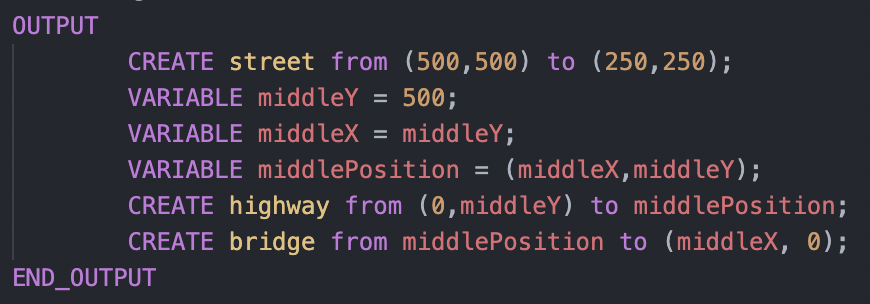 OUTPUT
CREATE street from (500,500) to (250,250);
VARIABLE middleY = 500;
VARIABLE middleX = middleY;
VARIABLE middlePosition = (middleX,middleY);
CREATE highway from (0,middleY) to middlePosition;
CREATE bridge from middlePosition to (middleX, 0);
END_OUTPUT